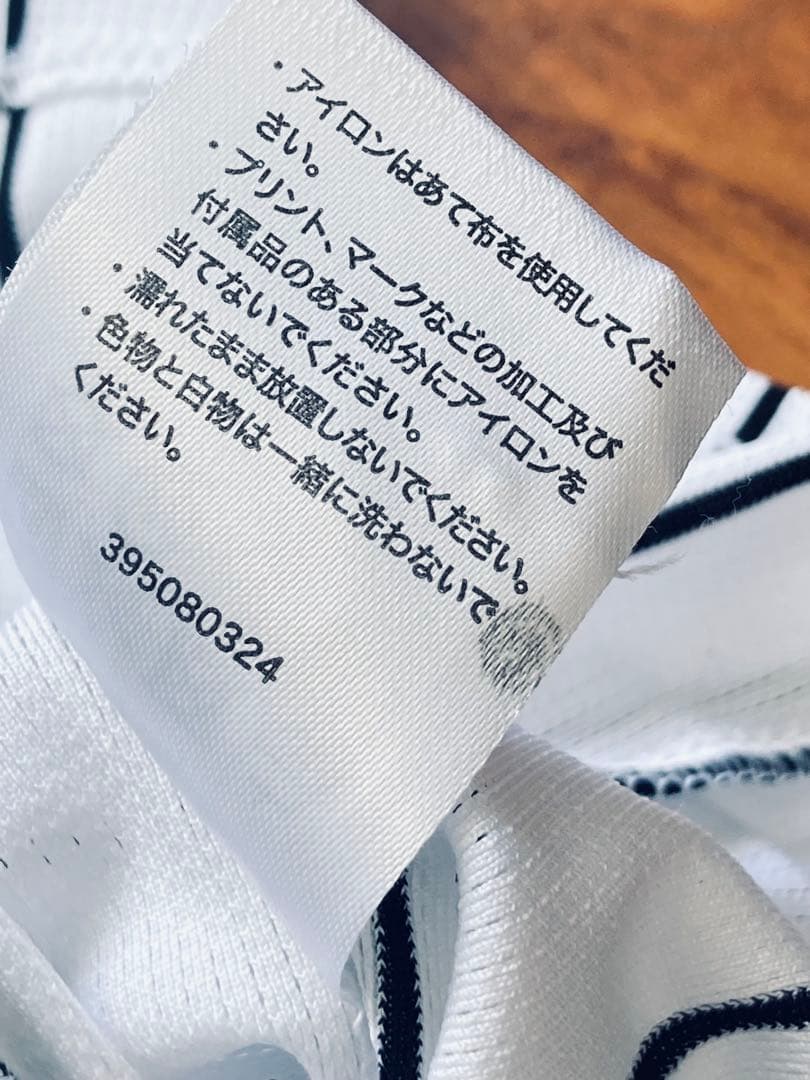 ・アイロンはあて布を使用してくだ
さい。
・プリント、マークなどの加工及び
付属品のある部分にアイロンを
当てないでください。
・濡れたまま放置しないでください。
・色物と白物は一緒に洗わないで
ください。
395080324